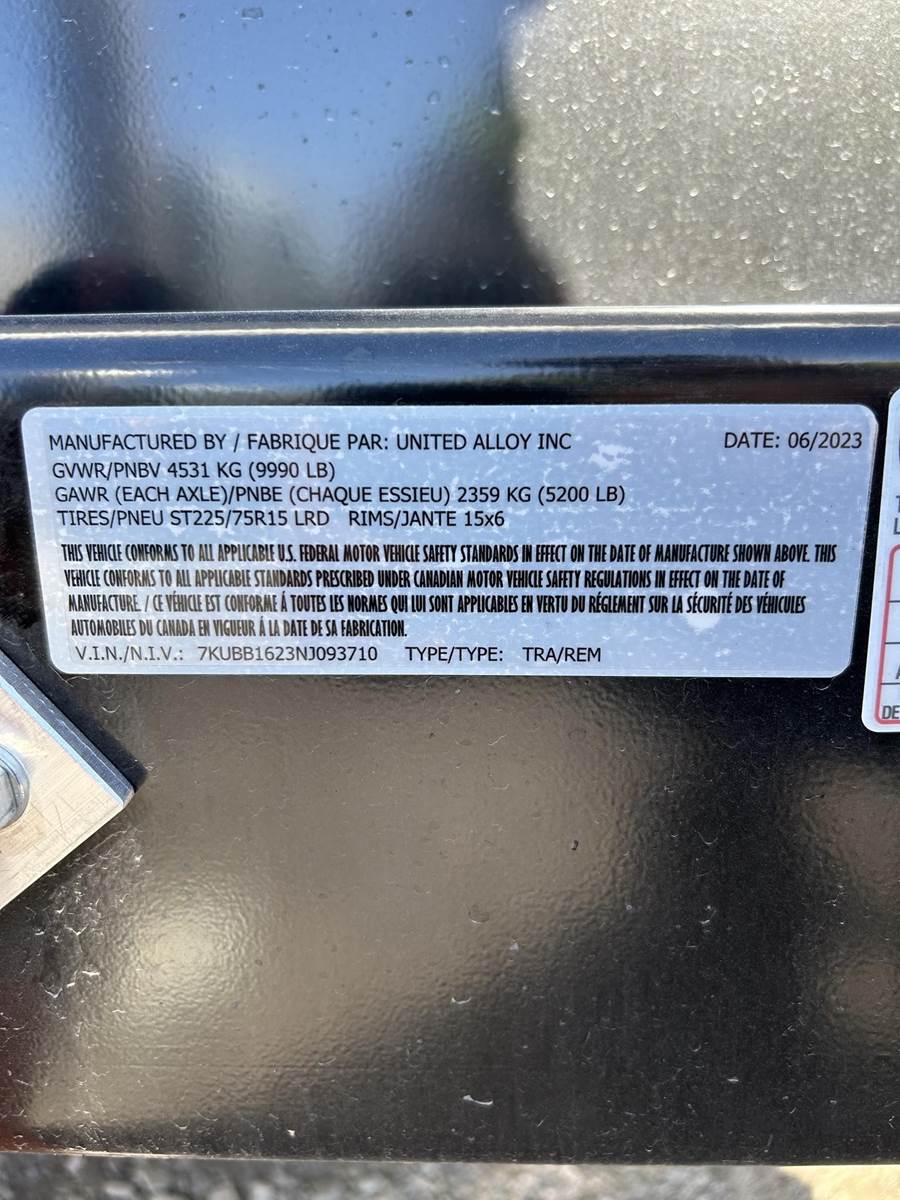 MANUFACTURED BY / FABRIQUE PAR: UNITED ALLOY INC DATE: 06/2023
GVWR/PNBV 4531 KG (9990 LB)
GAWR (EACH AXLE)/PNBE (CHAQUE ESSIEU) 2359 KG (5200 LB)
TIRES/PNEU ST225/75R15 LRD RIMS/JANTE 15x6
THIS VEHICLE CONFORMS TO ALL APPLICABLE U.S. FEDERAL MOTOR VEHICLE SAFETY STANDARDS IN EFFECT ON THE DATE OF MANUFACTURE SHOWN ABOVE. THIS
VEHICLE CONFORMS TO ALL APPLICABLE STANDARDS PRESCRIBED UNDER CANADIAN MOTOR VEHICLE SAFETY REGULATIONS IN EFFECT ON THE DATE OF
MANUFACTURE. / CE VÉHICLE EST CONFORME Á TOUTES LES NORMES QUI LUI SONT APPLICABLES EN VERTU DU RÉGLEMENT SUR LA SÉCURITÉ DES VÉHICULES
AUTOMOBILES DU CANADA EN VIGUEUR Á LA DATE DE SA FABRICATION.
V.I.N./N.I.V.: 7KUBB1623NJ093710 TYPE/TYPE: TRA/REM